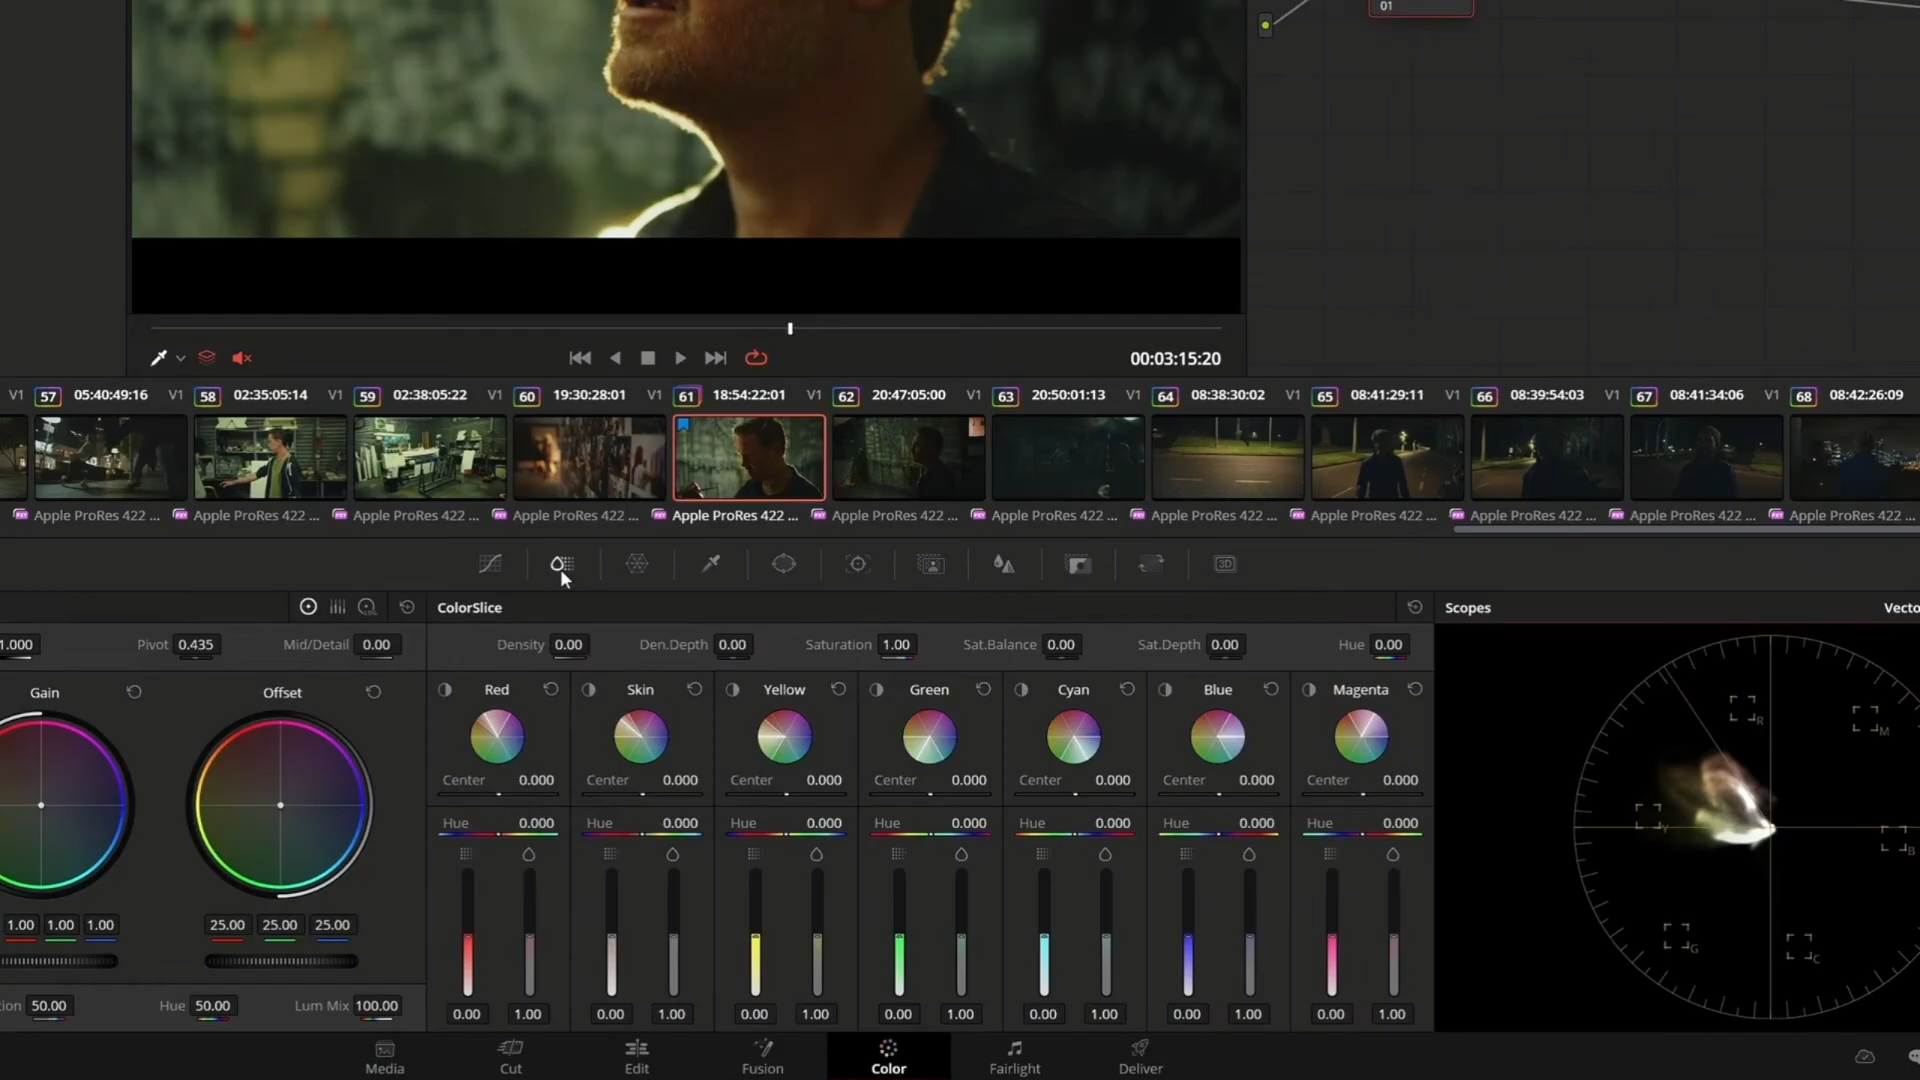 01
00:03:15:20
V1 57 05:40:49:16 V1 58 02:35:05:14 V1 59 02:38:05:22 V1 60 19:30:28:01 V1 61 18:54:22:01 V1 62 20:47:05:00 V1 63 20:50:01:13 V1 64 08:38:30:02 V1 65 08:41:29:11 V1 66 08:39:54:03 V1 67 08:41:34:06 V1 68 08:42:26:09
Apple ProRes 422 ... Apple ProRes 422 ... Apple ProRes 422 ... Apple ProRes 422 ... Apple ProRes 422 ... Apple ProRes 422 ... Apple ProRes 422 ... Apple ProRes 422 ... Apple ProRes 422 ... Apple ProRes 422 ... Apple ProRes 422 ... Apple ProRes 422 ...
3D
LOG ColorSlice Scopes Vecto
1.000 Pivot 0.435 Mid/Detail 0.00 Density 0.00 Den.Depth 0.00 Saturation 1.00 Sat.Balance 0.00 Sat.Depth 0.00 Hue 0.00
Gain Offset Red Skin Yellow Green Cyan Blue Magenta
R M
Center 0.000 Center 0.000 Center 0.000 Center 0.000 Center 0.000 Center 0.000 Center 0.000
Hue 0.000 Hue 0.000 Hue 0.000 Hue 0.000 Hue 0.000 Hue 0.000 Hue 0.000
Y B
1.00 1.00 1.00 25.00 25.00 25.00
G C
tion 50.00 Hue 50.00 Lum Mix 100.00 0.00 1.00 0.00 1.00 0.00 1.00 0.00 1.00 0.00 1.00 0.00 1.00 0.00 1.00
Media Cut Edit Fusion Color Fairlight Deliver